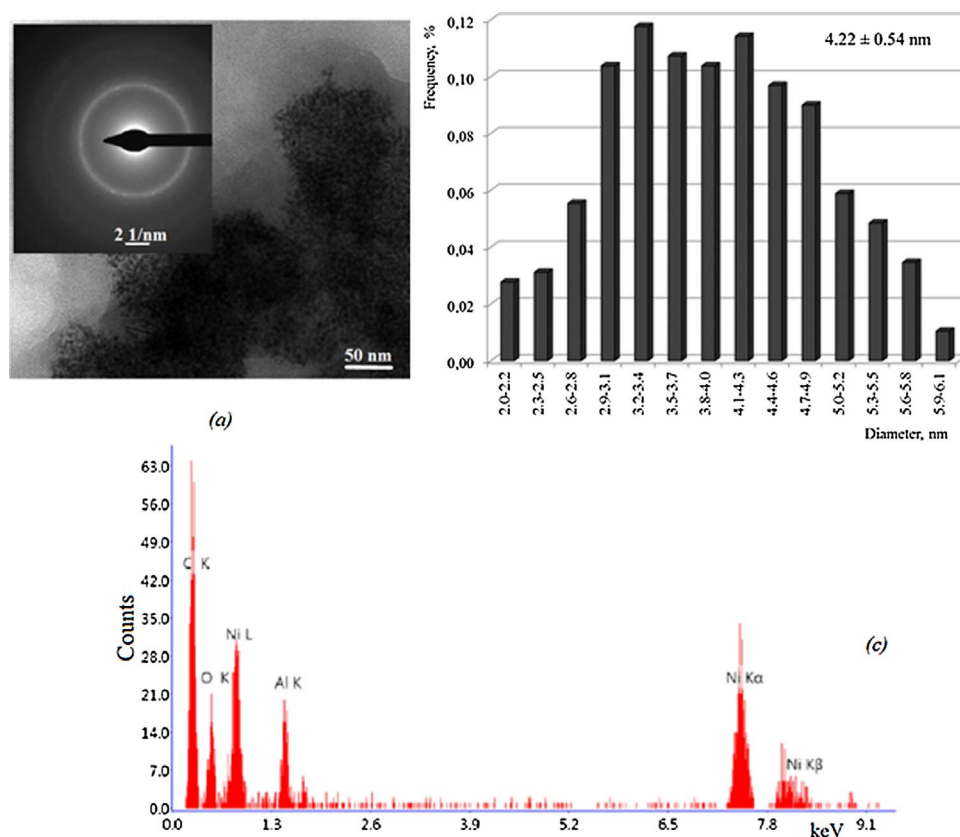 2 1/nm
50 nm
(a)
Frequency, %
0,12
0,10
0,08
0,06
0,04
0,02
0,00
4.22 ± 0.54 nm
2.0-2.2
2.3-2.5
2.6-2.8
2.9-3.1
3.2-3.4
3.5-3.7
3.8-4.0
4.1-4.3
4.4-4.6
4.7-4.9
5.0-5.2
5.3-5.5
5.6-5.8
5.9-6.1
Diameter, nm
Counts
63.0
56.0
49.0
42.0
35.0
28.0
21.0
14.0
7.0
0.0
K
O K
Ni L
Al K
Ni Kα
Ni Kβ
(c)
0.0 1.3 2.6 3.9 5.2 6.5 7.8 9.1
keV